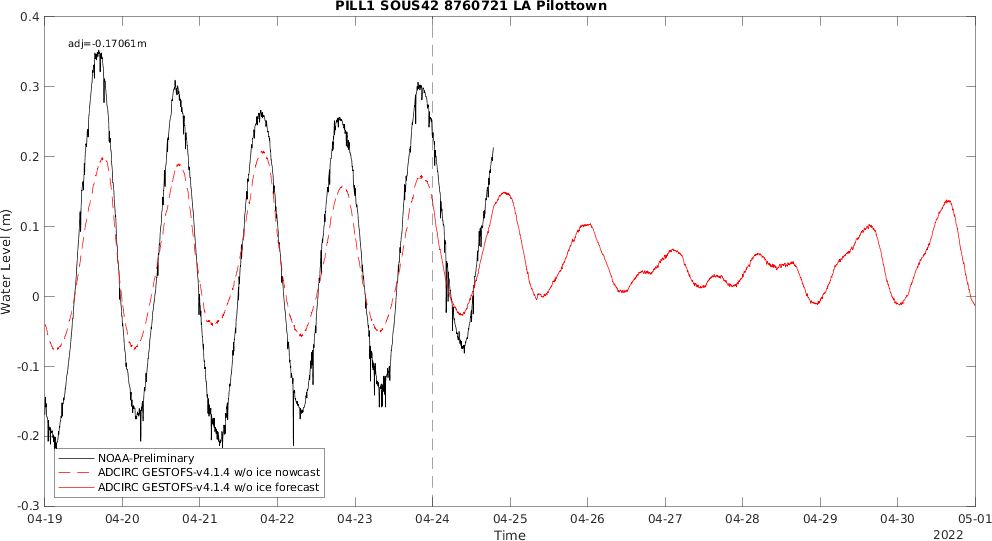 PILL1 SOUS42 8760721 LA Pilottown
adj=-0.17061m
0.4
0.3
0.2
0.1
0
-0.1
-0.2
-0.3
Water Level (m)
NOAA-Preliminary
ADCIRC GESTOFS-v4.1.4 w/o ice nowcast
ADCIRC GESTOFS-v4.1.4 w/o ice forecast
04-19 04-20 04-21 04-22 04-23 04-24 04-25 04-26 04-27 04-28 04-29 04-30 05-01
Time
2022